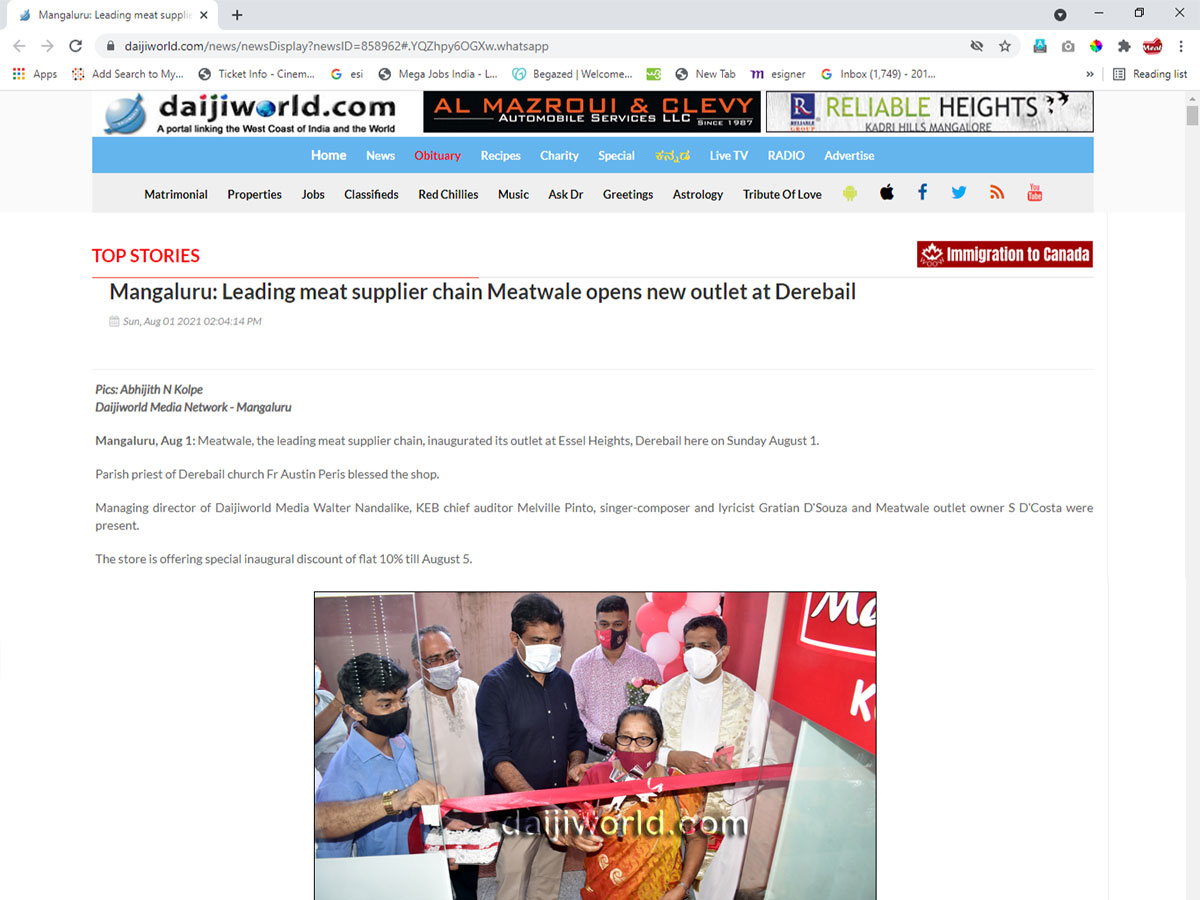 Mangaluru: Leading meat supplie
daijiworld.com/news/newsDisplay?newsID=858962#.YQZhpy6OGXw.whatsapp
Apps
Add Search to My...
Ticket Info - Cinem...
esi
Mega Jobs India - L...
Begazed | Welcome...
New Tab
esigner
Inbox (1,749) - 201...
»
Reading list
daijiworld.com
A portal linking the West Coast of India and the World
AL MAZROUI & CLEVY
AUTOMOBILE SERVICES LLC SINCE 1987
R RELIABLE GROUP
RELIABLE HEIGHTS
KADRI HILLS MANGALORE
Home News Obituary Recipes Charity Special ಕನ್ನಡ Live TV RADIO Advertise
Matrimonial Properties Jobs Classifieds Red Chillies Music Ask Dr Greetings Astrology Tribute Of Love
You Tube
TOP STORIES
Immigration to Canada
Mangaluru: Leading meat supplier chain Meatwale opens new outlet at Derebail
Sun, Aug 01 2021 02:04:14 PM
Pics: Abhijith N Kolpe
Daijiworld Media Network - Mangaluru
Mangaluru, Aug 1: Meatwale, the leading meat supplier chain, inaugurated its outlet at Essel Heights, Derebail here on Sunday August 1.
Parish priest of Derebail church Fr Austin Peris blessed the shop.
Managing director of Daijiworld Media Walter Nandalike, KEB chief auditor Melville Pinto, singer-composer and lyricist Gratian D'Souza and Meatwale outlet owner S D'Costa were
present.
The store is offering special inaugural discount of flat 10% till August 5.
Me
K
daijiworld.com